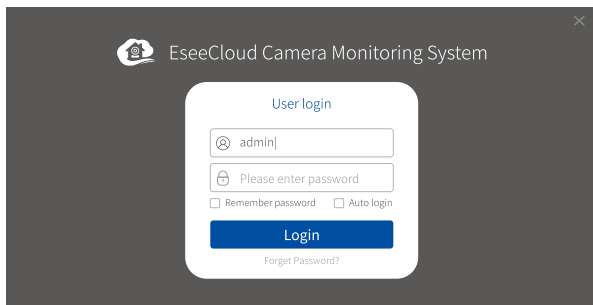 EseeCloud Camera Monitoring System
User login
admin
Please enter password
Remember password Auto login
Login
Forget Password?